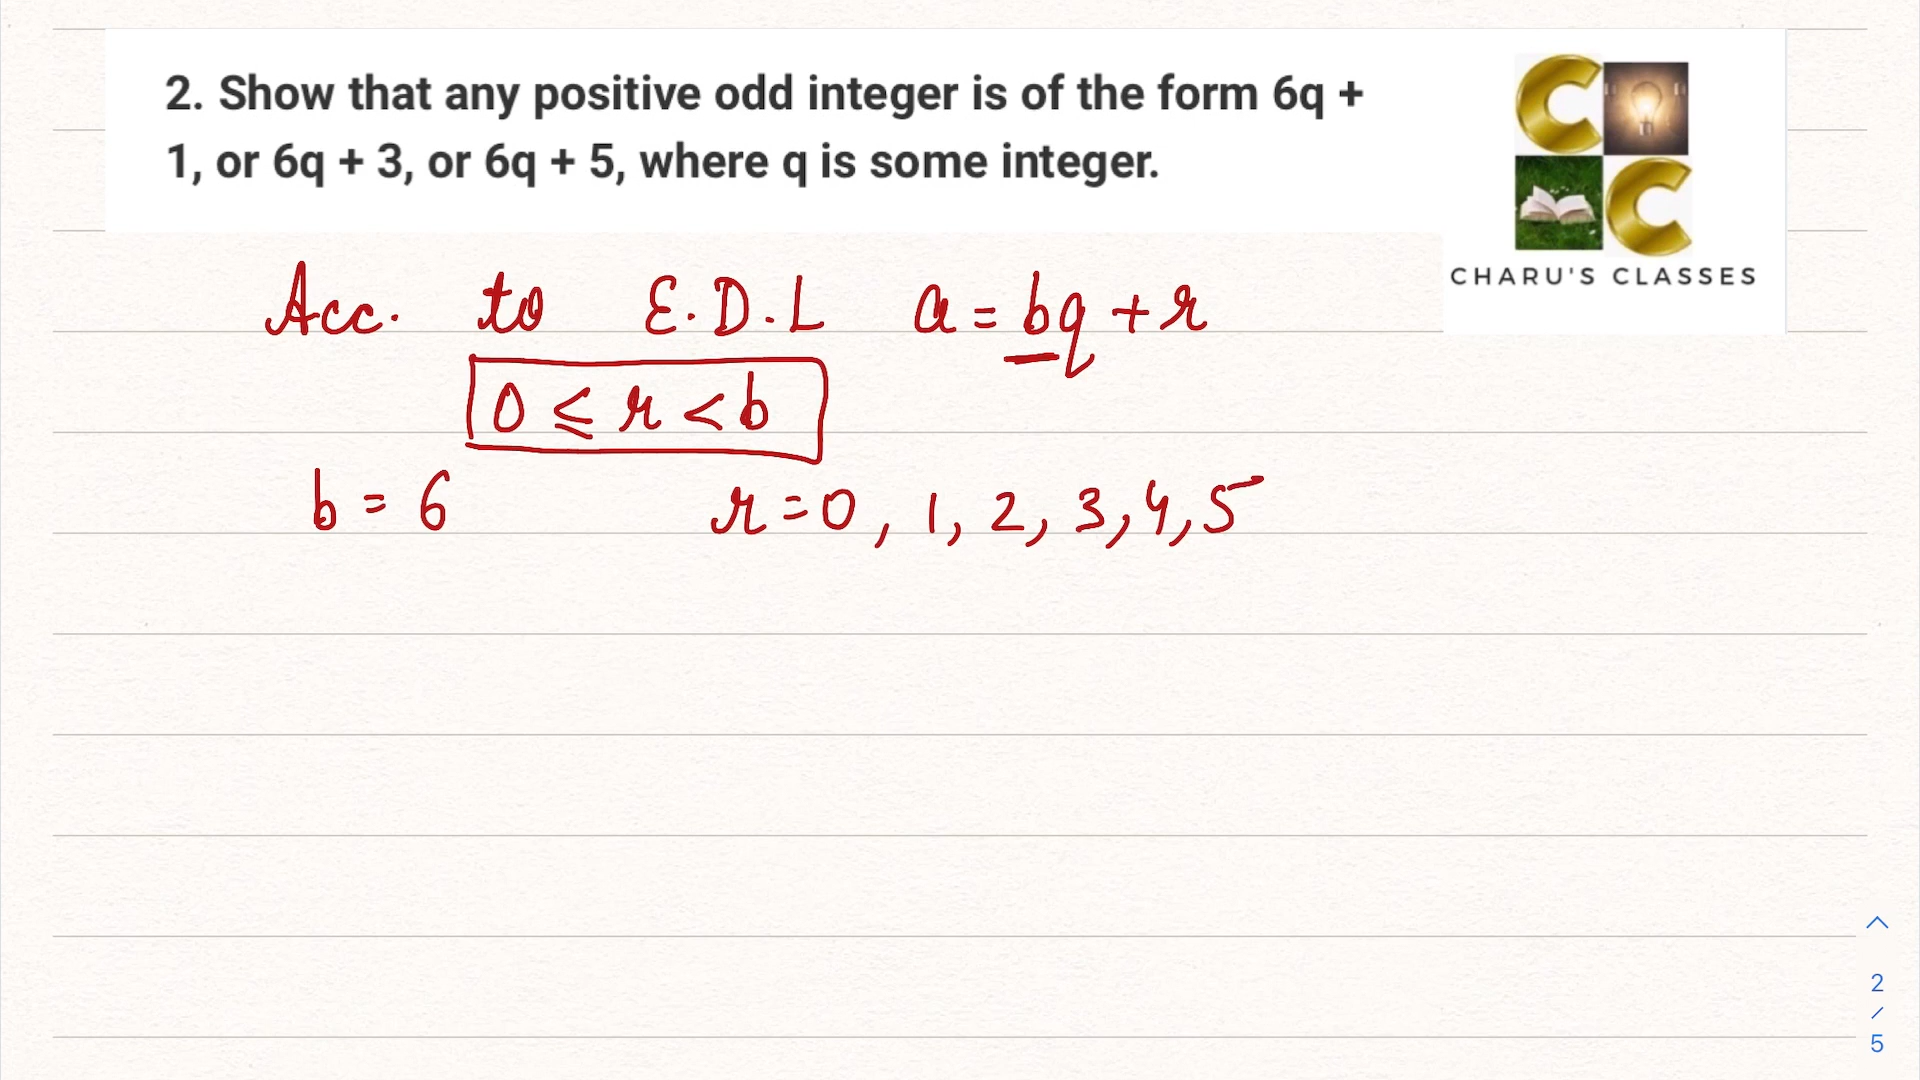 2. Show that any positive odd integer is of the form 6q +
1, or 6q + 3, or 6q + 5, where q is some integer.
CHARU'S CLASSES
Acc. to E.D.L a = bq + r
0 ≤ r < b
b = 6 r = 0, 1, 2, 3, 4, 5
2
/
5